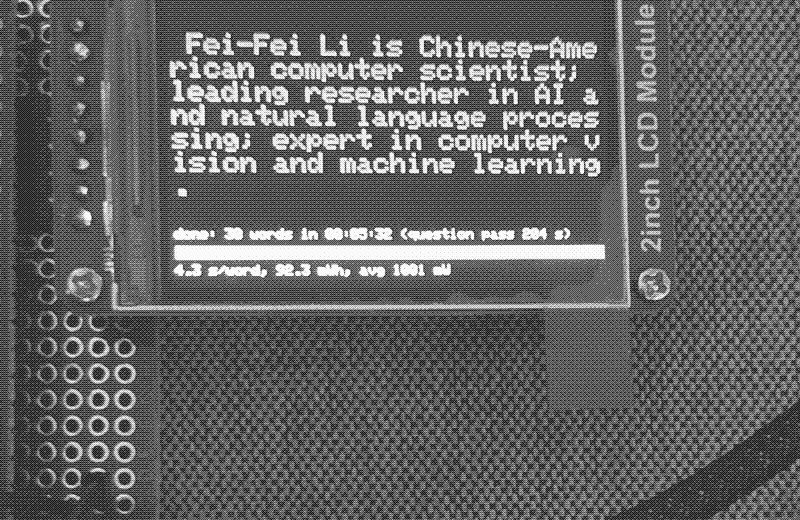 Fei-Fei Li is Chinese-Ame
rican computer scientist;
leading researcher in AI a
nd natural language proces
sing; expert in computer v
ision and machine learning
.
done: 30 words in 00:05:32 (question pass 204 s)
4.3 s/word, 92.3 mWh, avg 1001 mW
2inch LCD Module